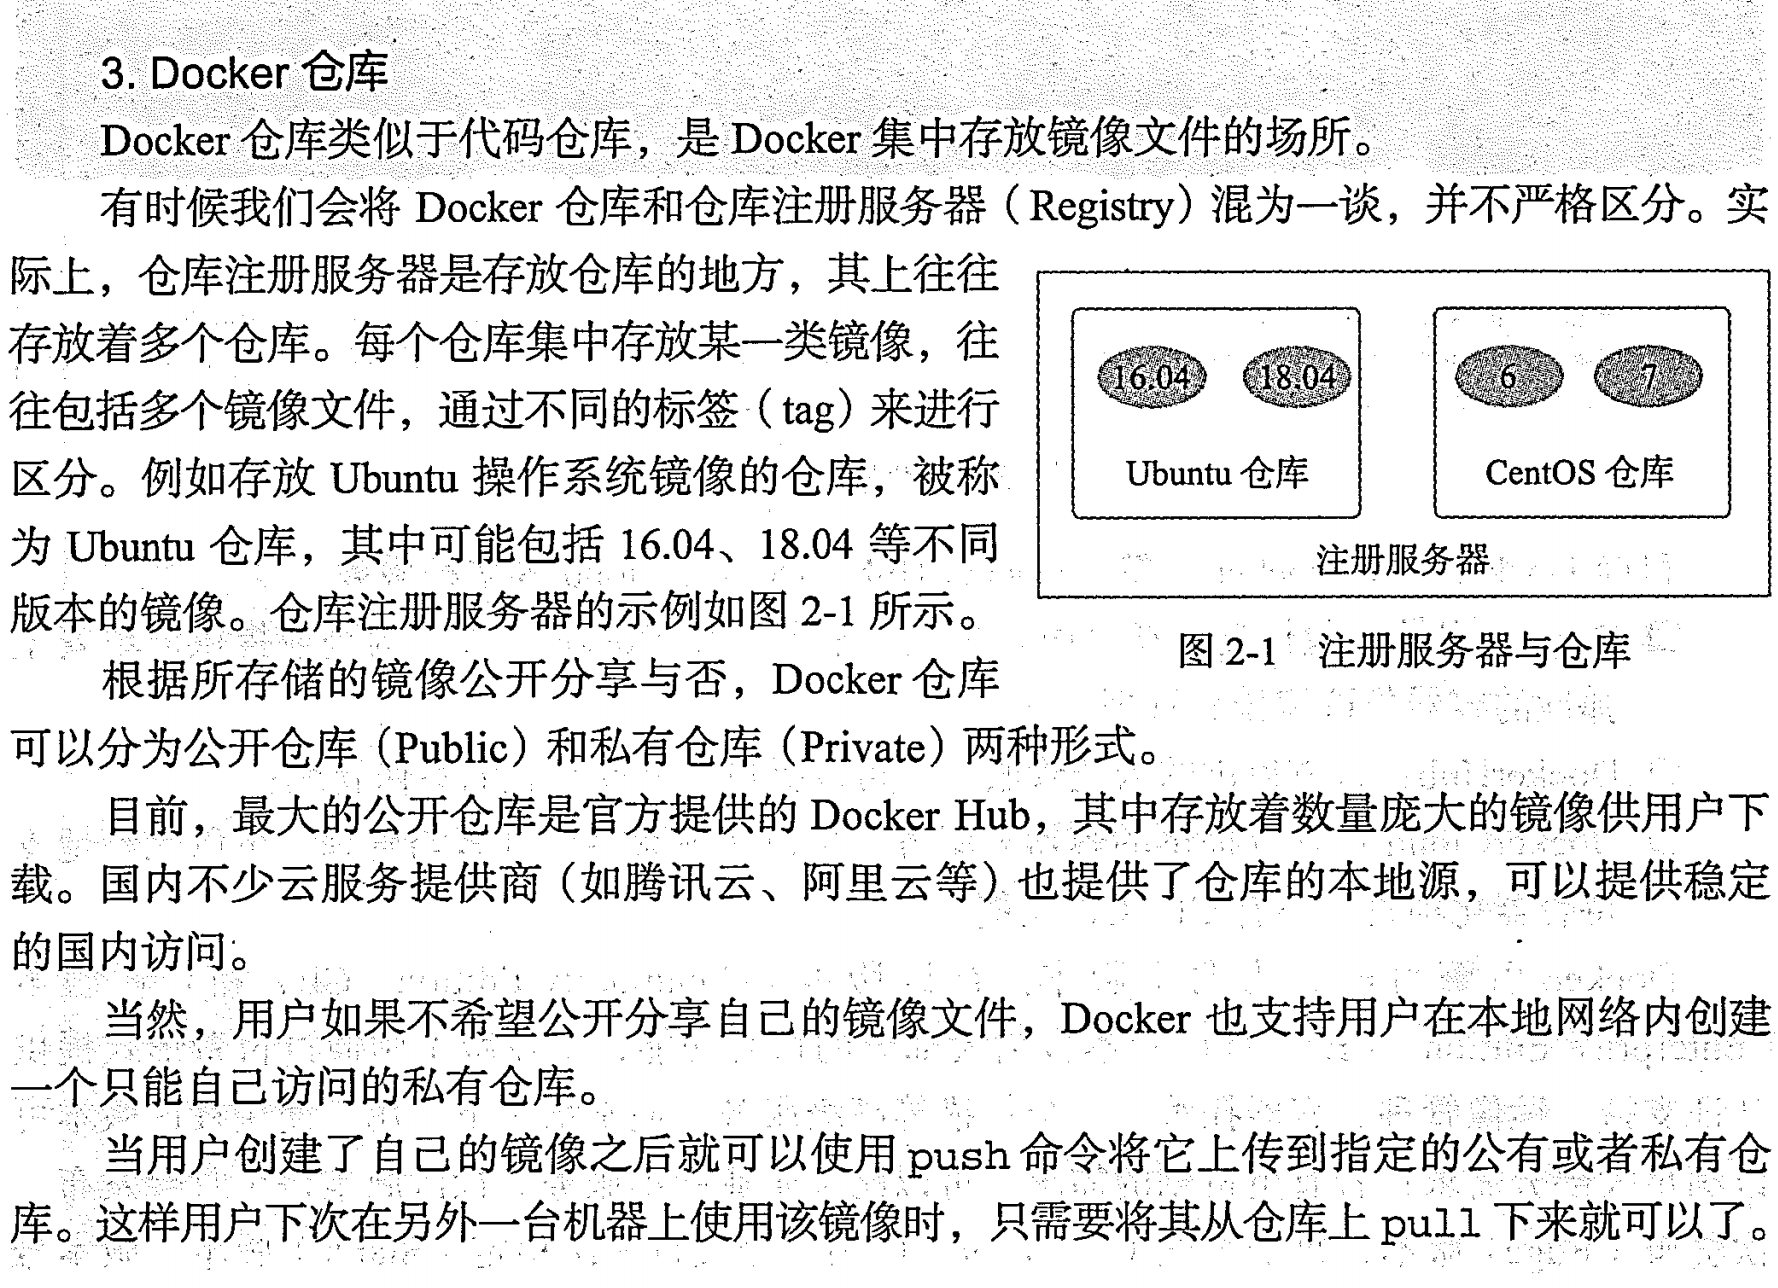 3. Docker 仓库
Docker 仓库类似于代码仓库，是 Docker 集中存放镜像文件的场所。
有时候我们会将 Docker 仓库和仓库注册服务器（Registry）混为一谈，并不严格区分。实
际上，仓库注册服务器是存放仓库的地方，其上往往
存放着多个仓库。每个仓库集中存放某一类镜像，往
往包括多个镜像文件，通过不同的标签（tag）来进行
区分。例如存放 Ubuntu 操作系统镜像的仓库，被称
为 Ubuntu 仓库，其中可能包括 16.04、18.04 等不同
版本的镜像。仓库注册服务器的示例如图 2-1 所示。
16.04 18.04 6 7
Ubuntu 仓库 CentOS 仓库
注册服务器
图 2-1 注册服务器与仓库
根据所存储的镜像公开分享与否，Docker 仓库
可以分为公开仓库（Public）和私有仓库（Private）两种形式。
目前，最大的公开仓库是官方提供的 Docker Hub，其中存放着数量庞大的镜像供用户下
载。国内不少云服务提供商（如腾讯云、阿里云等）也提供了仓库的本地源，可以提供稳定
的国内访问。
当然，用户如果不希望公开分享自己的镜像文件，Docker 也支持用户在本地网络内创建
一个只能自己访问的私有仓库。
当用户创建了自己的镜像之后就可以使用 push 命令将它上传到指定的公有或者私有仓
库。这样用户下次在另外一台机器上使用该镜像时，只需要将其从仓库上 pull 下来就可以了。